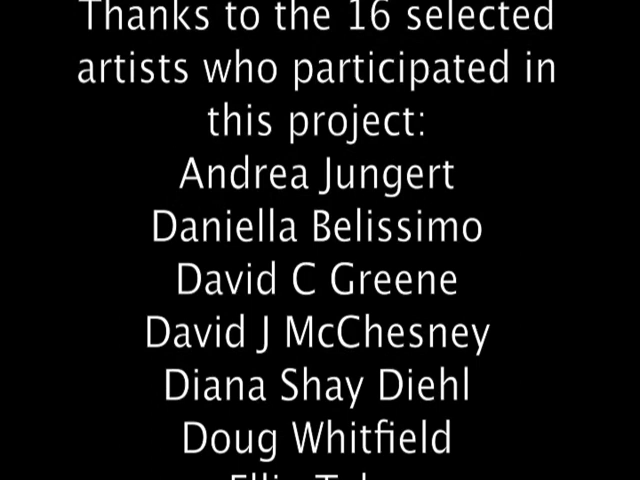 Thanks to the 16 selected
artists who participated in
this project:
Andrea Jungert
Daniella Belissimo
David C Greene
David J McChesney
Diana Shay Diehl
Doug Whitfield